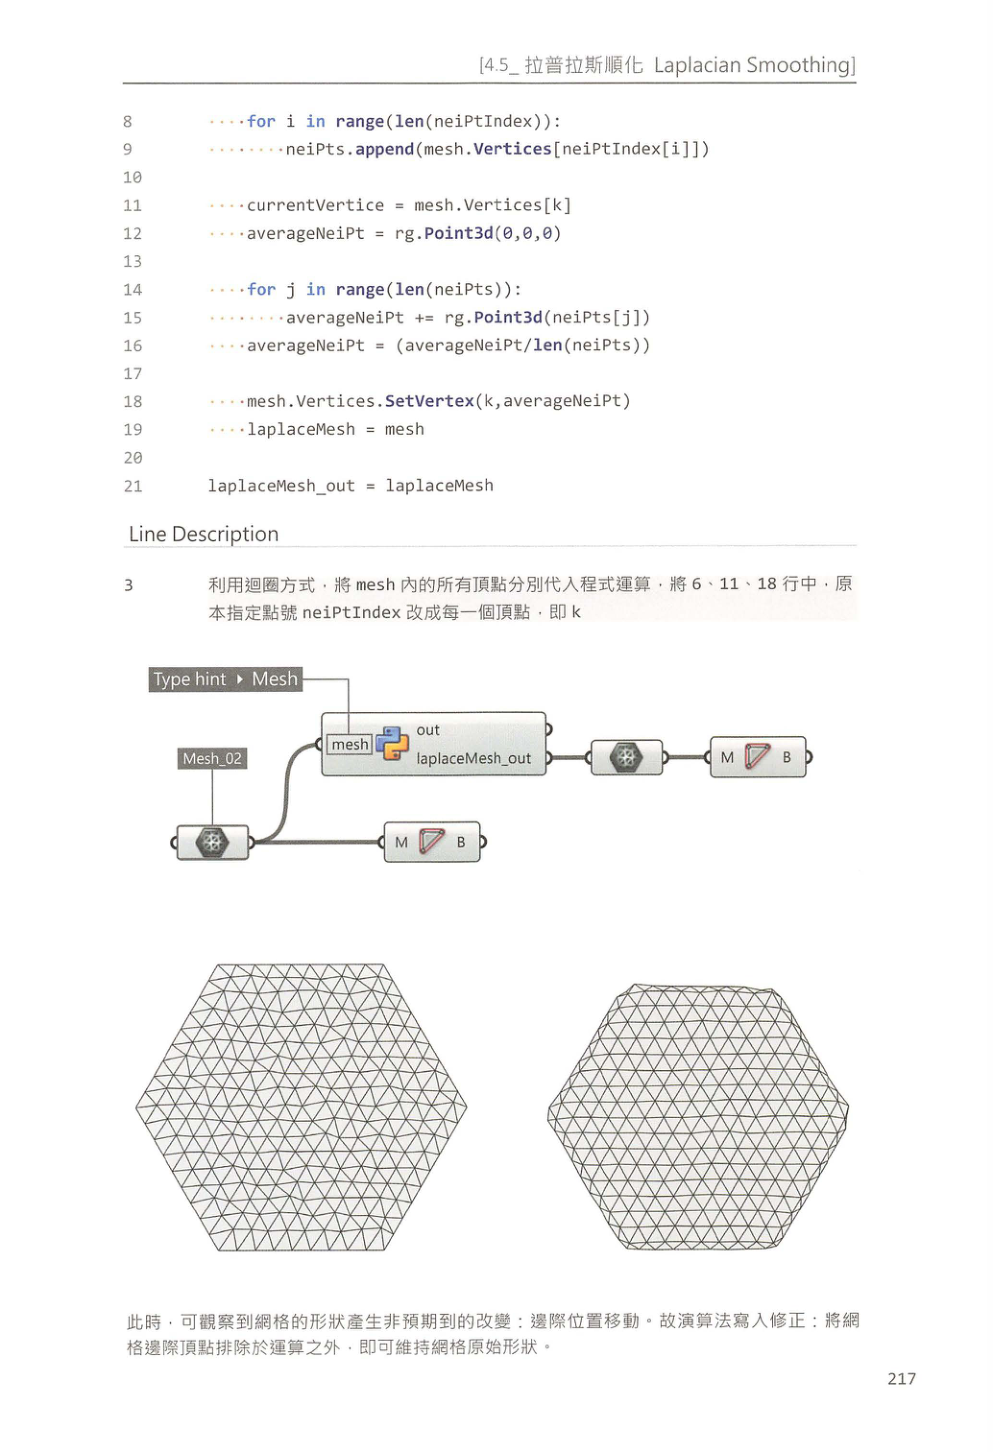 [4.5_ 拉普拉斯順化 Laplacian Smoothing]
8 ····for i in range(len(neiPtIndex)):
9 ········neiPts.append(mesh.Vertices[neiPtIndex[i]])
10
11 ····currentVertice = mesh.Vertices[k]
12 ····averageNeiPt = rg.Point3d(0,0,0)
13
14 ····for j in range(len(neiPts)):
15 ········averageNeiPt += rg.Point3d(neiPts[j])
16 ····averageNeiPt = (averageNeiPt/len(neiPts))
17
18 ····mesh.Vertices.SetVertex(k,averageNeiPt)
19 ····laplaceMesh = mesh
20
21 laplaceMesh_out = laplaceMesh
Line Description
3 利用迴圈方式，將 mesh 內的所有頂點分別代入程式運算，將 6、11、18 行中，原
本指定點號 neiPtIndex 改成每一個頂點，即 k
Type hint ▸ Mesh
out
mesh
laplaceMesh_out
M B
Mesh_02
M B
此時，可觀察到網格的形狀產生非預期到的改變：邊際位置移動。故演算法寫入修正：將網
格邊際頂點排除於運算之外，即可維持網格原始形狀。
217